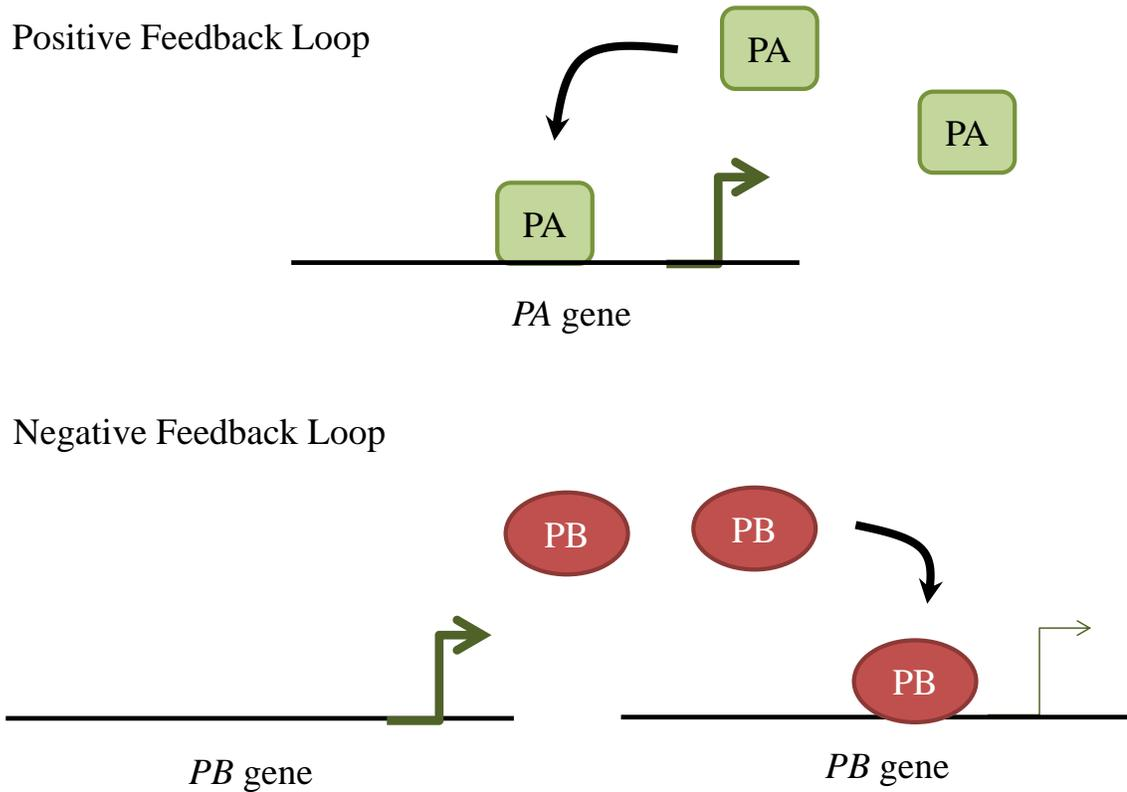 Positive Feedback Loop
PA
PA
PA
PA gene
Negative Feedback Loop
PB
PB
PB
PB gene
PB gene